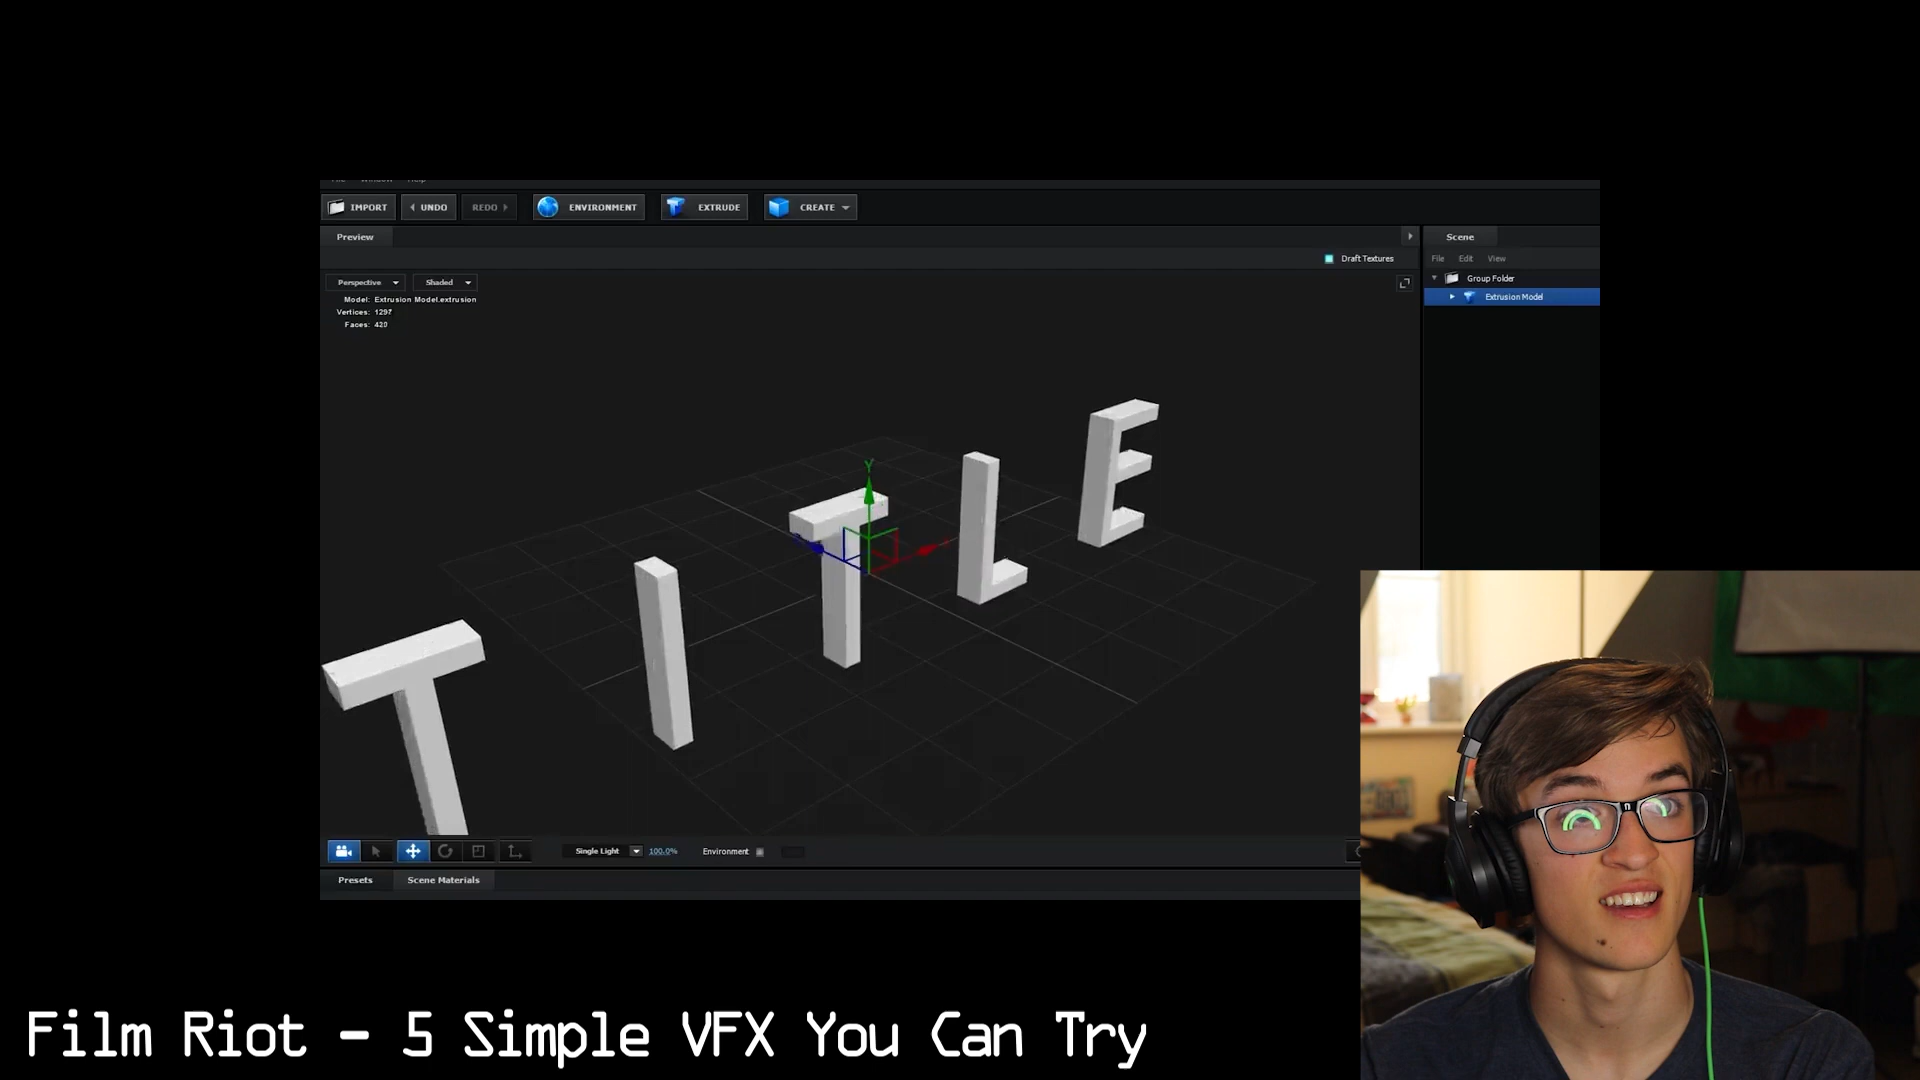 IMPORT
UNDO
REDO
ENVIRONMENT
EXTRUDE
CREATE
Preview
Scene
Draft Textures
File Edit View
Perspective
Shaded
Group Folder
Model: Extrusion Model.extrusion
Extrusion Model
Vertices: 1297
Faces: 420
Y
TITLE
Single Light
100.0%
Environment
Presets
Scene Materials
Film Riot - 5 Simple VFX You Can Try